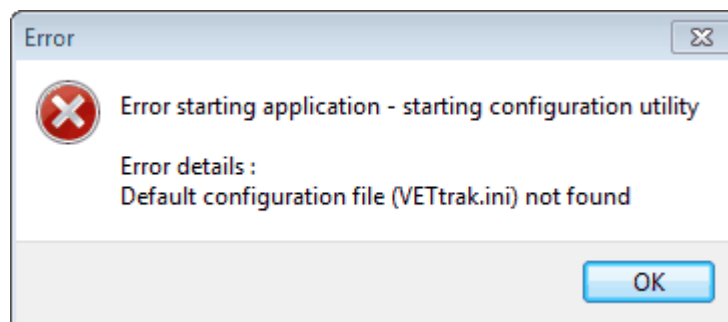 Error
Error starting application - starting configuration utility
Error details :
Default configuration file (VETtrak.ini) not found
OK